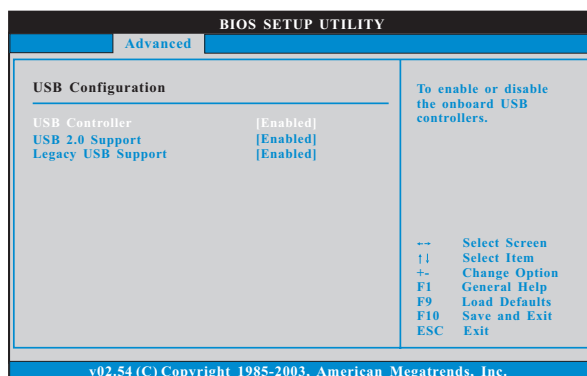 BIOS SETUP UTILITY
Advanced
USB Configuration
USB Controller [Enabled]
USB 2.0 Support [Enabled]
Legacy USB Support [Enabled]
To enable or disable
the onboard USB
controllers.
←→ Select Screen
↑↓ Select Item
+- Change Option
F1 General Help
F9 Load Defaults
F10 Save and Exit
ESC Exit
v02.54 (C) Copyright 1985-2003, American Megatrends, Inc.